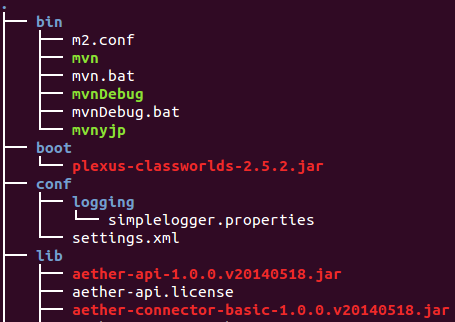 .
bin
m2.conf
mvn
mvn.bat
mvnDebug
mvnDebug.bat
mvnyjp
boot
plexus-classworlds-2.5.2.jar
conf
logging
simplelogger.properties
settings.xml
lib
aether-api-1.0.0.v20140518.jar
aether-api.license
aether-connector-basic-1.0.0.v20140518.jar